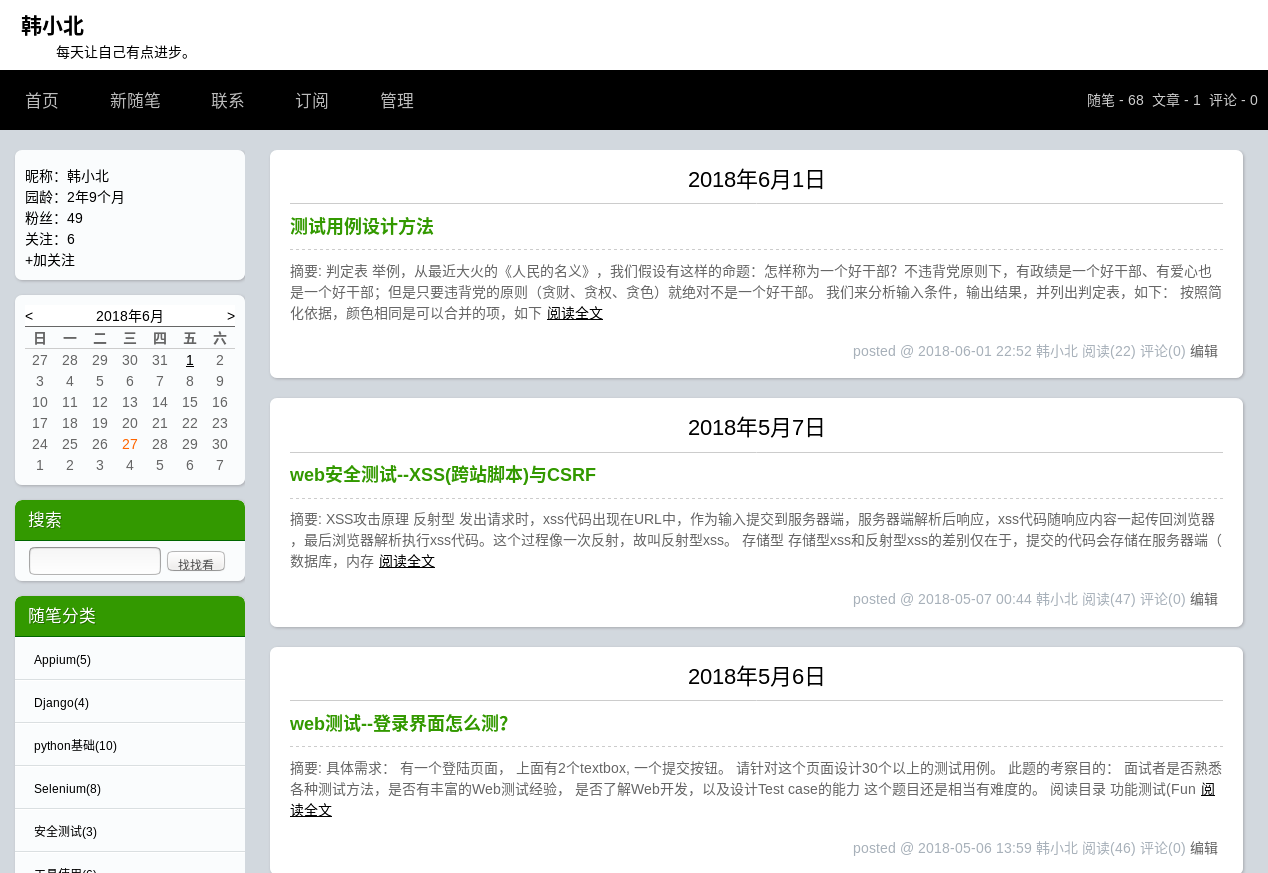 韩小北
每天让自己有点进步。
首页 新随笔 联系 订阅 管理 随笔 - 68 文章 - 1 评论 - 0
昵称：韩小北
园龄：2年9个月
粉丝：49
关注：6
+加关注
< 2018年6月 >
日 一 二 三 四 五 六
27 28 29 30 31 1 2
3 4 5 6 7 8 9
10 11 12 13 14 15 16
17 18 19 20 21 22 23
24 25 26 27 28 29 30
1 2 3 4 5 6 7
搜索
找找看
随笔分类
Appium(5)
Django(4)
python基础(10)
Selenium(8)
安全测试(3)
工具使用(6)
2018年6月1日
测试用例设计方法
摘要: 判定表 举例，从最近大火的《人民的名义》，我们假设有这样的命题：怎样称为一个好干部？不违背党原则下，有政绩是一个好干部、有爱心也
是一个好干部；但是只要违背党的原则（贪财、贪权、贪色）就绝对不是一个好干部。 我们来分析输入条件，输出结果，并列出判定表，如下： 按照简
化依据，颜色相同是可以合并的项，如下 阅读全文
posted @ 2018-06-01 22:52 韩小北 阅读(22) 评论(0) 编辑
2018年5月7日
web安全测试--XSS(跨站脚本)与CSRF
摘要: XSS攻击原理 反射型 发出请求时，xss代码出现在URL中，作为输入提交到服务器端，服务器端解析后响应，xss代码随响应内容一起传回浏览器
，最后浏览器解析执行xss代码。这个过程像一次反射，故叫反射型xss。 存储型 存储型xss和反射型xss的差别仅在于，提交的代码会存储在服务器端（
数据库，内存 阅读全文
posted @ 2018-05-07 00:44 韩小北 阅读(47) 评论(0) 编辑
2018年5月6日
web测试--登录界面怎么测?
摘要: 具体需求： 有一个登陆页面， 上面有2个textbox, 一个提交按钮。 请针对这个页面设计30个以上的测试用例。 此题的考察目的： 面试者是否熟悉
各种测试方法，是否有丰富的Web测试经验， 是否了解Web开发，以及设计Test case的能力 这个题目还是相当有难度的。 阅读目录 功能测试(Fun 阅
读全文
posted @ 2018-05-06 13:59 韩小北 阅读(46) 评论(0) 编辑